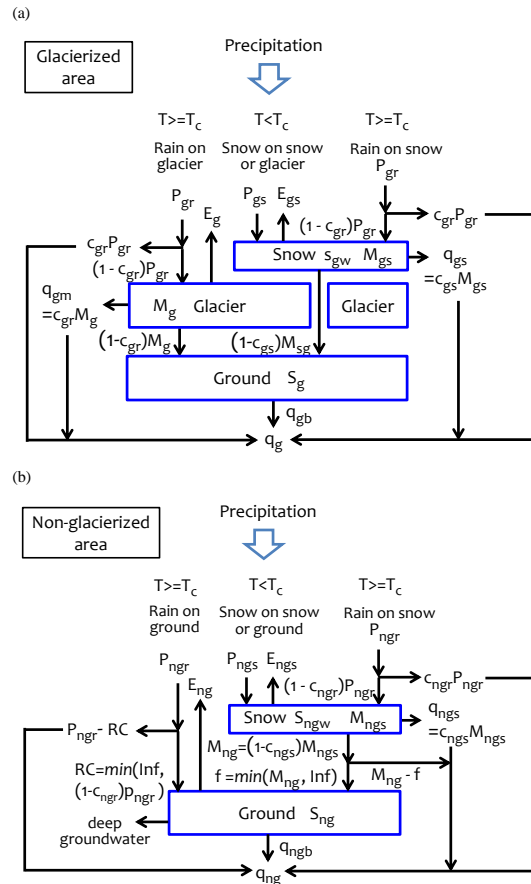 (a)
Glacierized
area
Precipitation
T>=Tc T<Tc T>=Tc
Rain on Snow on snow Rain on snow
glacier or glacier Pgr
Pgr Pgs Egs
Eg
cgrPgr (1 - cgr)Pgr cgrPgr
(1-cgr)Pgr Snow sgw Mgs qgs
=cgsMgs
qgm
=cgrMg
Mg Glacier Glacier
(1-cgr)Mg (1-cgs)Msg
Ground Sg
qgb
qg
(b)
Non-glacierized
area
Precipitation
T>=Tc T<Tc T>=Tc
Rain on Snow on snow Rain on snow
ground or ground Pngr
Pngr Pngs Engs
Eng
(1 - cngr)Pngr cngrPngr
Pngr- RC Snow Sngw Mngs qngs
=cngsMngs
Mng=(1-cngs)Mngs
RC=min(Inf,
(1-cngr)pngr)
f =min(Mng, Inf) Mng - f
deep
groundwater
Ground Sng
qngb
qng